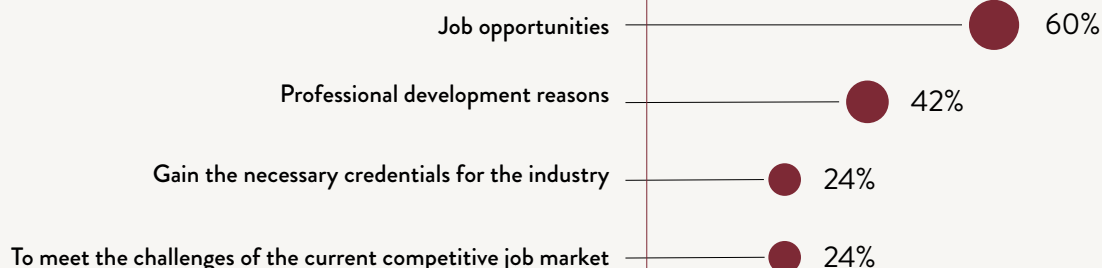 Job opportunities 60%
Professional development reasons 42%
Gain the necessary credentials for the industry 24%
To meet the challenges of the current competitive job market 24%